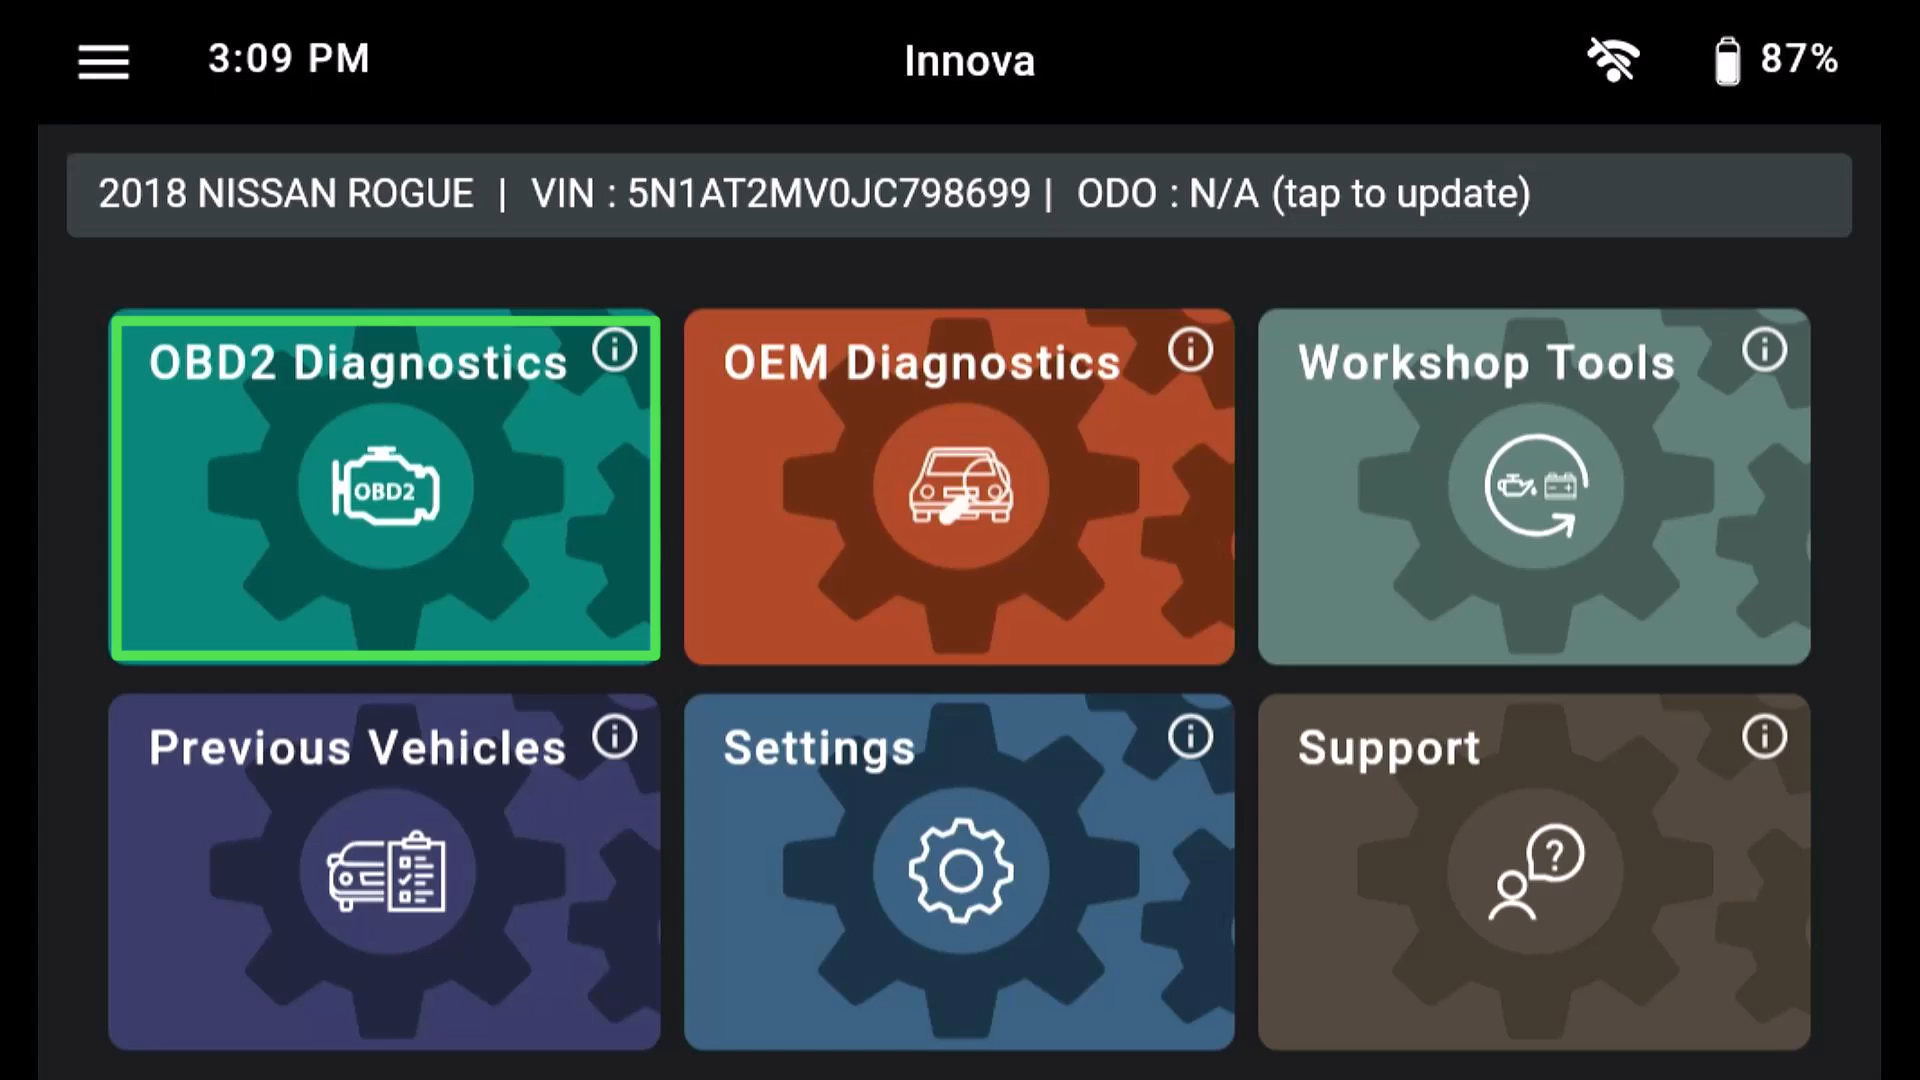 3:09 PM
Innova
87%
2018 NISSAN ROGUE | VIN : 5N1AT2MV0JC798699 | ODO : N/A (tap to update)
OBD2 Diagnostics
OEM Diagnostics
Workshop Tools
OBD2
Previous Vehicles
Settings
Support
?